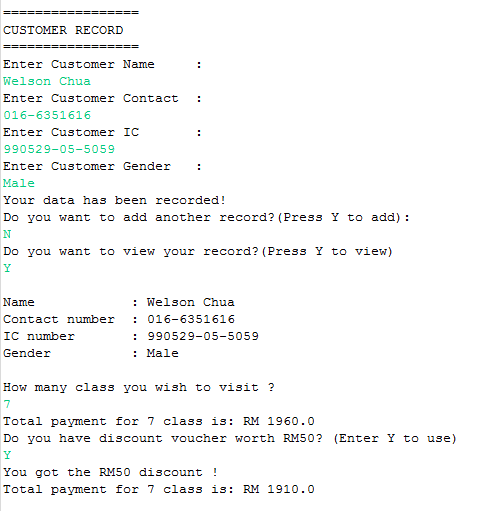 =================
CUSTOMER RECORD
=================
Enter Customer Name     :
Welson Chua
Enter Customer Contact  :
016-6351616
Enter Customer IC       :
990529-05-5059
Enter Customer Gender   :
Male
Your data has been recorded!
Do you want to add another record?(Press Y to add):
N
Do you want to view your record?(Press Y to view)
Y

Name            : Welson Chua
Contact number  : 016-6351616
IC number       : 990529-05-5059
Gender          : Male

How many class you wish to visit ?
7
Total payment for 7 class is: RM 1960.0
Do you have discount voucher worth RM50? (Enter Y to use)
Y
You got the RM50 discount !
Total payment for 7 class is: RM 1910.0